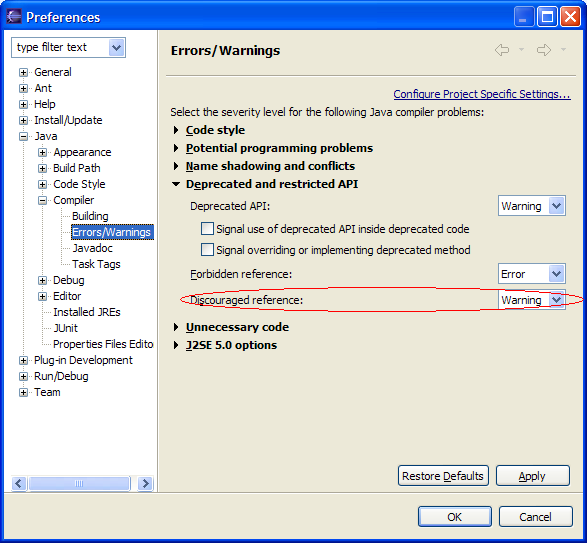 Preferences
type filter text
General
Ant
Help
Install/Update
Java
Appearance
Build Path
Code Style
Compiler
Building
Errors/Warnings
Javadoc
Task Tags
Debug
Editor
Installed JREs
JUnit
Properties Files Edito
Plug-in Development
Run/Debug
Team
Errors/Warnings
Configure Project Specific Settings...
Select the severity level for the following Java compiler problems:
Code style
Potential programming problems
Name shadowing and conflicts
Deprecated and restricted API
Deprecated API: Warning
Signal use of deprecated API inside deprecated code
Signal overriding or implementing deprecated method
Forbidden reference: Error
Discouraged reference: Warning
Unnecessary code
J2SE 5.0 options
Restore Defaults Apply
OK Cancel